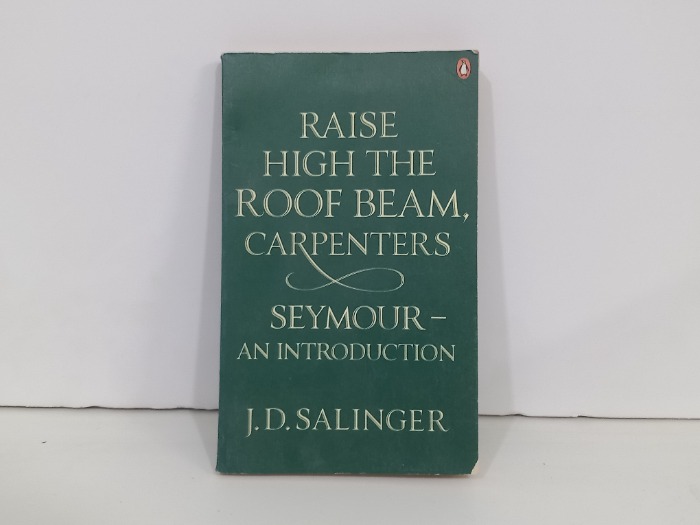 RAISE
HIGH THE
ROOF BEAM,
CARPENTERS
SEYMOUR –
AN INTRODUCTION
J.D. SALINGER